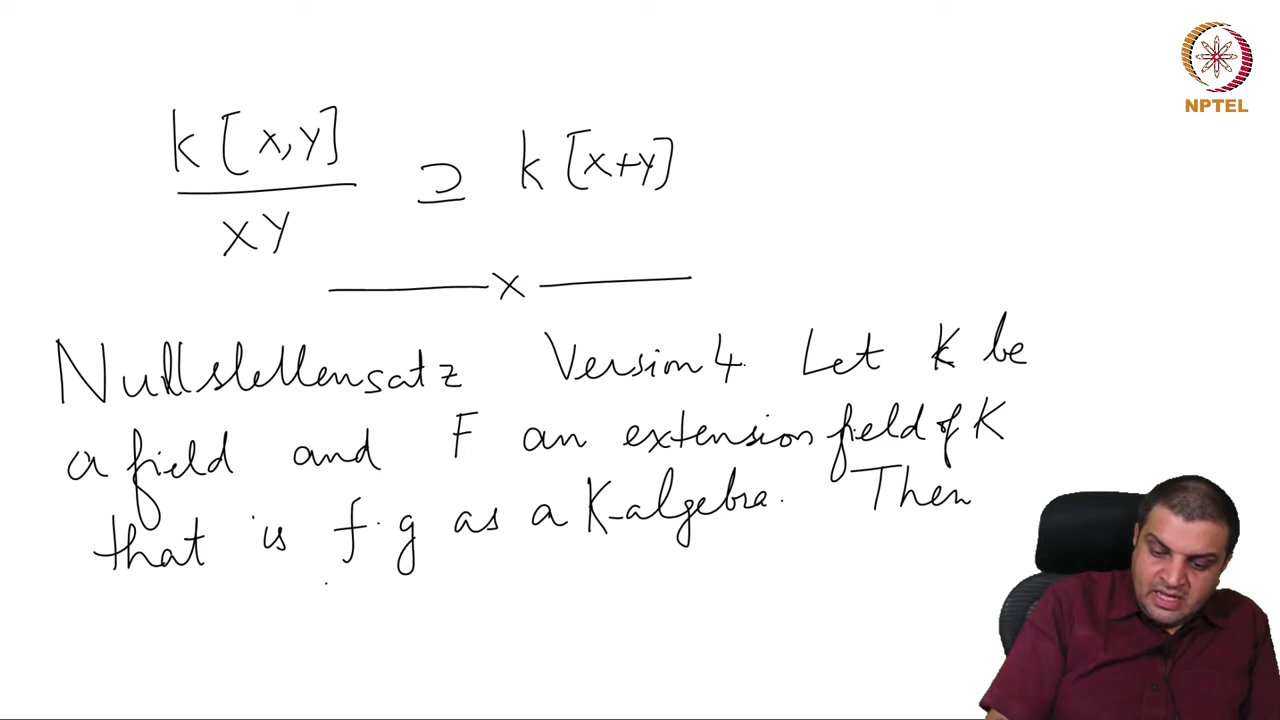 NPTEL
k[x,y] / xy ⊇ k[x+y]
x
Nullstellensatz Version 4. Let K be
a field and F an extension field of K
that is f.g as a K-algebra. Then